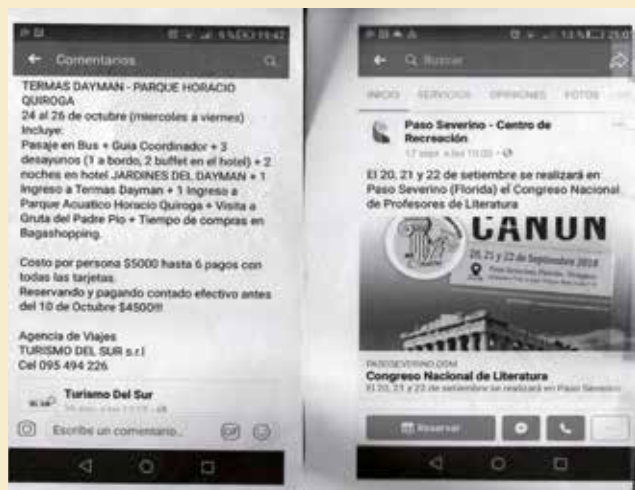 19:42
Comentarios
TERMAS DAYMAN - PARQUE HORACIO
QUIROGA
24 al 26 de octubre (miercoles a viernes)
Incluye:
Pasaje en Bus + Guia Coordinador + 3
desayunos (1 a bordo, 2 buffet en el hotel) + 2
noches en hotel JARDINES DEL DAYMAN + 1
Ingreso a Termas Dayman + 1 Ingreso a
Parque Acuatico Horacio Quiroga + Visita a
Gruta del Padre Pio + Tiempo de compras en
Bagashopping.
Costo por persona $5000 hasta 6 pagos con
todas las tarjetas.
Reservando y pagando contado efectivo antes
del 10 de Octubre $4500!!!
Agencia de Viajes
TURISMO DEL SUR s.r.l
Cel 095 494 226
Turismo Del Sur
Escribe un comentario...
GIF
Buscar
INICIO SERVICIOS OPINIONES FOTOS
Paso Severino - Centro de
Recreación
El 20, 21 y 22 de setiembre se realizará en
Paso Severino (Florida) el Congreso Nacional
de Profesores de Literatura
CANON
20, 21 y 22 de Septiembre 2018
PASOSEVERINO.COM
Congreso Nacional de Literatura
El 20, 21 y 22 de setiembre se realizará en Paso Severino
Reservar